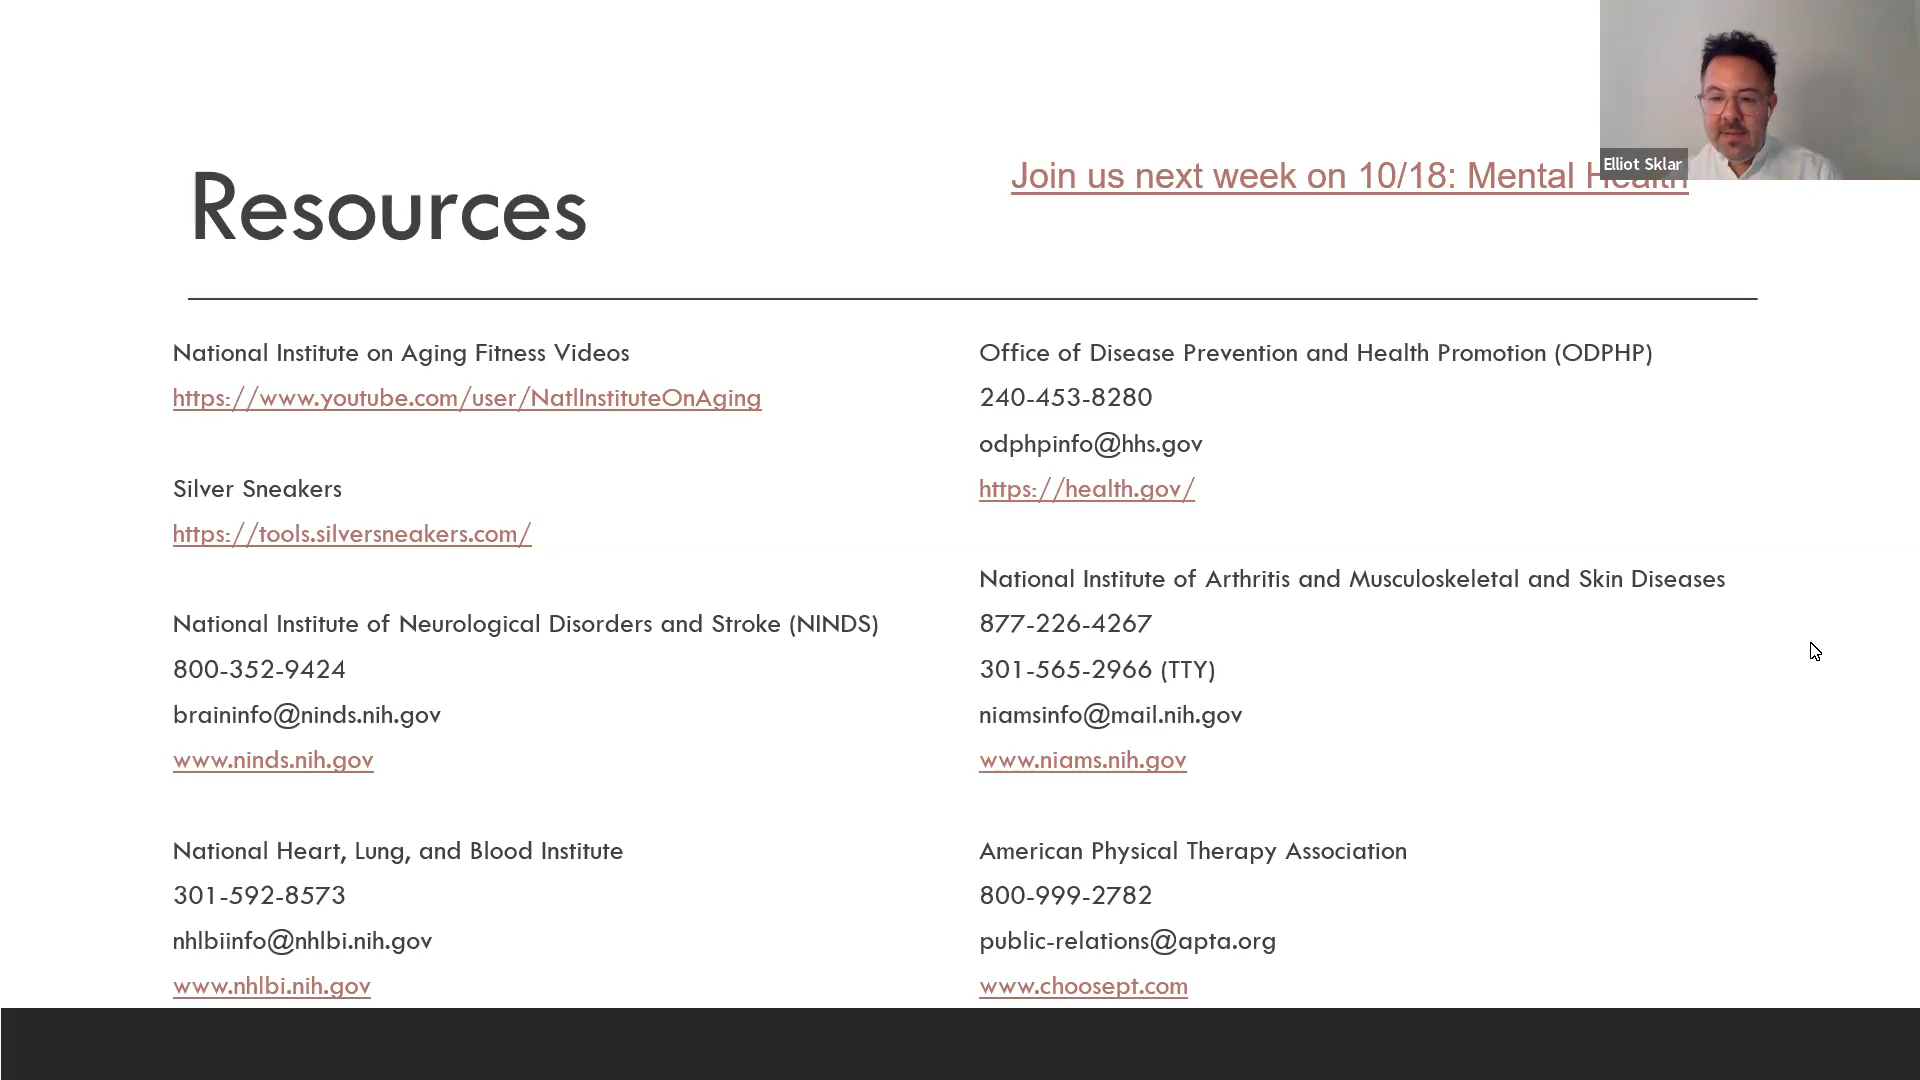 Elliot Sklar
Join us next week on 10/18: Mental Health
Resources
National Institute on Aging Fitness Videos
https://www.youtube.com/user/NatlInstituteOnAging
Silver Sneakers
https://tools.silversneakers.com/
National Institute of Neurological Disorders and Stroke (NINDS)
800-352-9424
braininfo@ninds.nih.gov
www.ninds.nih.gov
National Heart, Lung, and Blood Institute
301-592-8573
nhlbiinfo@nhlbi.nih.gov
www.nhlbi.nih.gov
Office of Disease Prevention and Health Promotion (ODPHP)
240-453-8280
odphpinfo@hhs.gov
https://health.gov/
National Institute of Arthritis and Musculoskeletal and Skin Diseases
877-226-4267
301-565-2966 (TTY)
niamsinfo@mail.nih.gov
www.niams.nih.gov
American Physical Therapy Association
800-999-2782
public-relations@apta.org
www.choosept.com